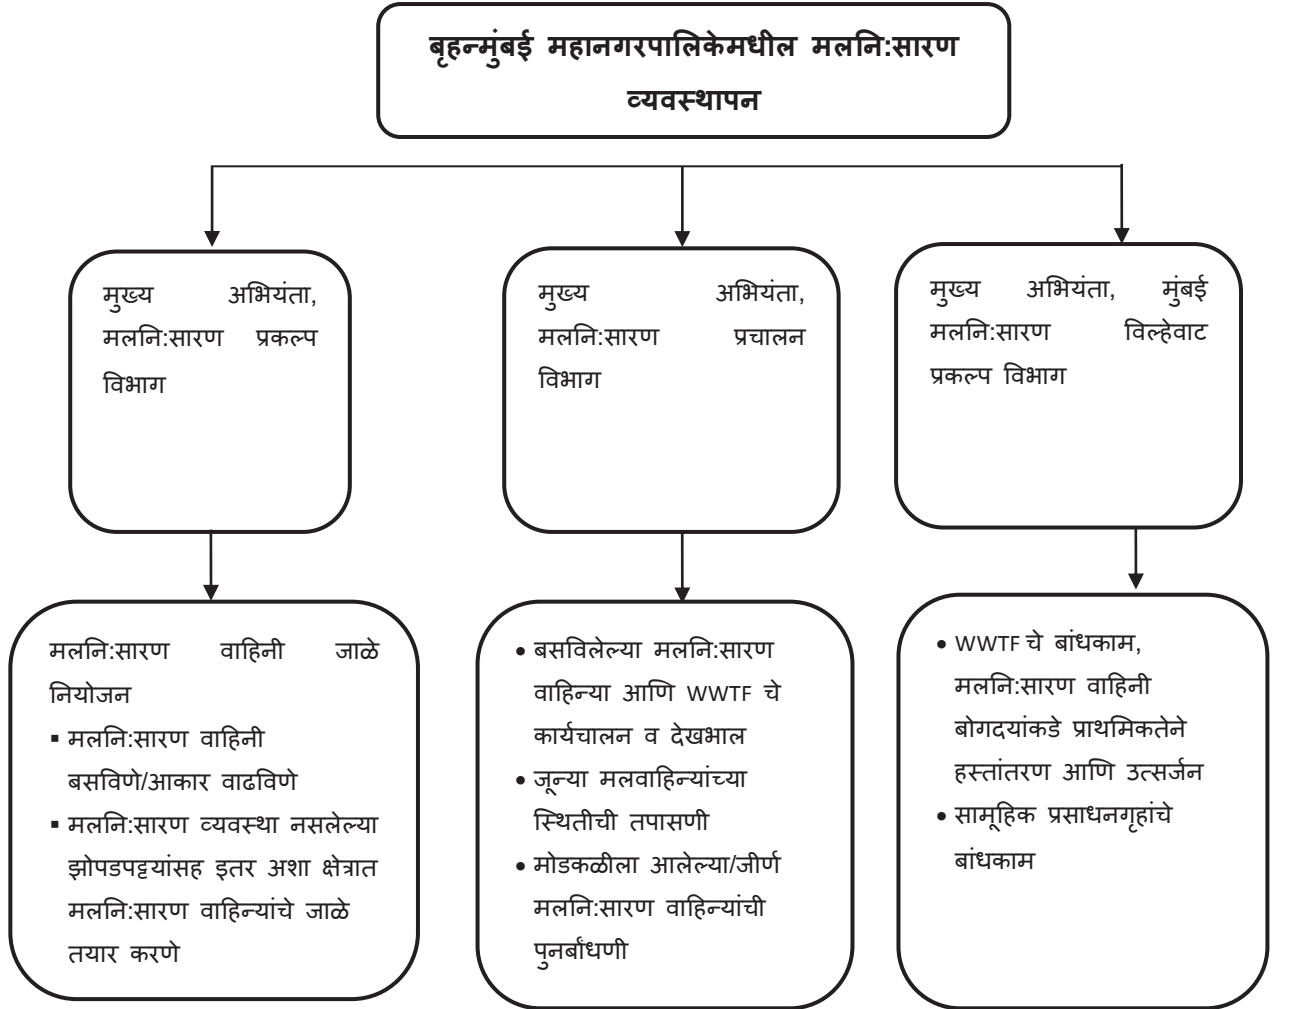 बृहन्मुंबई महानगरपालिकेमधील मलनि:सारण
व्यवस्थापन
मुख्य अभियंता,
मलनि:सारण प्रकल्प
विभाग
मुख्य अभियंता,
मलनि:सारण प्रचालन
विभाग
मुख्य अभियंता, मुंबई
मलनि:सारण विल्हेवाट
प्रकल्प विभाग
मलनि:सारण वाहिनी जाळे
नियोजन
▪ मलनि:सारण वाहिनी
बसविणे/आकार वाढविणे
▪ मलनि:सारण व्यवस्था नसलेल्या
झोपडपट्टयांसह इतर अशा क्षेत्रात
मलनि:सारण वाहिन्यांचे जाळे
तयार करणे
• बसविलेल्या मलनि:सारण
वाहिन्या आणि WWTF चे
कार्यचालन व देखभाल
• जून्या मलवाहिन्यांच्या
स्थितीची तपासणी
• मोडकळीला आलेल्या/जीर्ण
मलनि:सारण वाहिन्यांची
पुनर्बांधणी
• WWTF चे बांधकाम,
मलनि:सारण वाहिनी
बोगदयांकडे प्राथमिकतेने
हस्तांतरण आणि उत्सर्जन
• सामूहिक प्रसाधनगृहांचे
बांधकाम